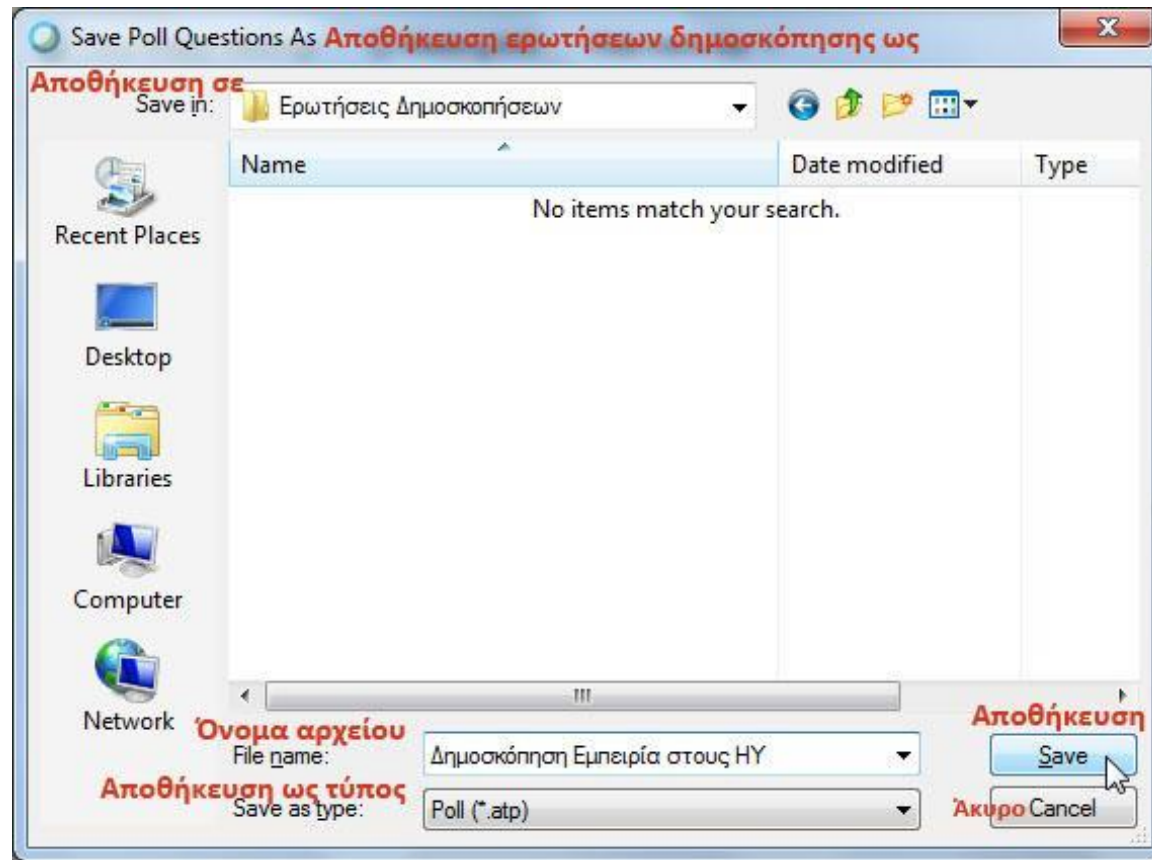 Save Poll Questions As Αποθήκευση ερωτήσεων δημοσκόπησης ως
Αποθήκευση σε
Save in: Ερωτήσεις Δημοσκοπήσεων
Name Date modified Type
No items match your search.
Recent Places
Desktop
Libraries
Computer
Network
Όνομα αρχείου Αποθήκευση
File name: Δημοσκόπηση Εμπειρία στους ΗΥ Save
Αποθήκευση ως τύπος
Save as type: Poll (*.atp) Άκυρο Cancel